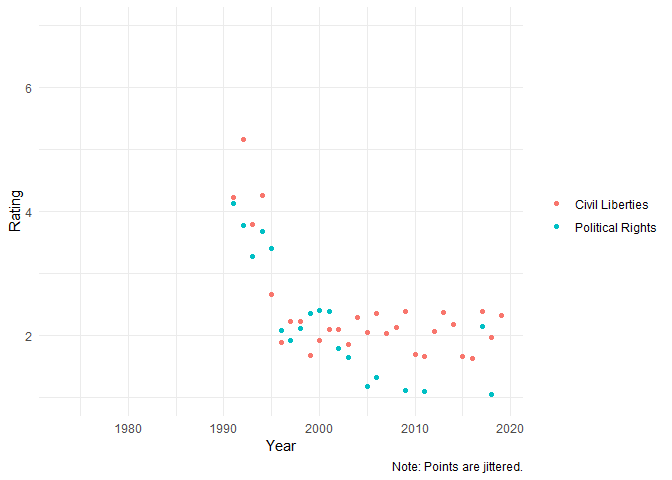 6
4
2
Rating
1980
1990
2000
2010
2020
Year
Civil Liberties
Political Rights
Note: Points are jittered.